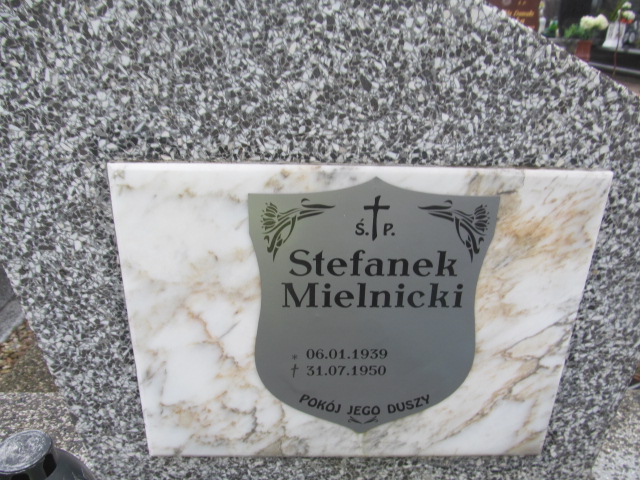 Ś. P.
Stefanek
Mielnicki
* 06.01.1939
† 31.07.1950
POKÓJ JEGO DUSZY